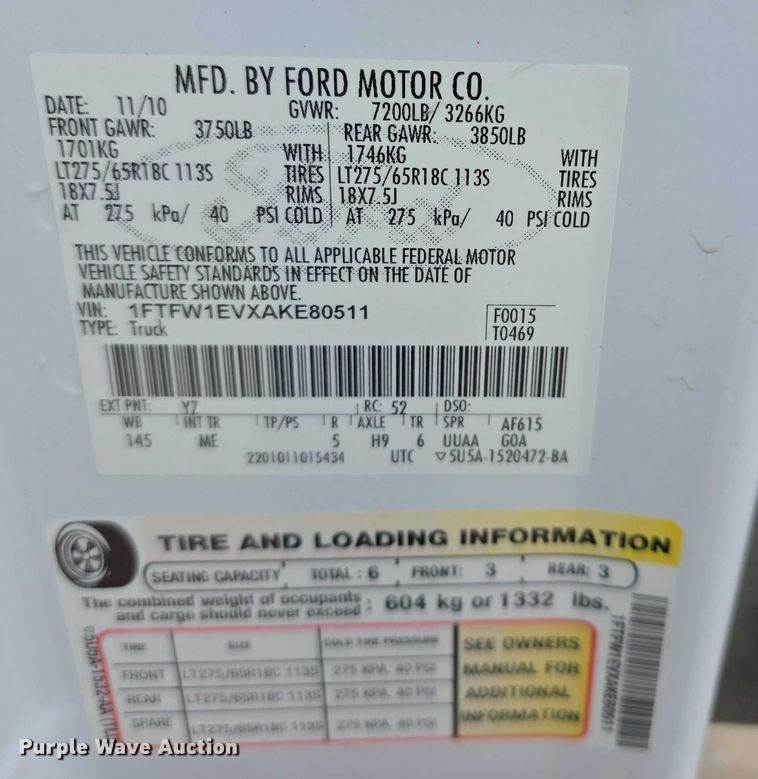 MFD. BY FORD MOTOR CO.
DATE: 11/10 GVWR: 7200LB/ 3266KG
FRONT GAWR: 3750LB REAR GAWR: 3850LB
1701KG WITH 1746KG WITH
LT275/65R18C 113S TIRES LT275/65R18C 113S TIRES
18X7.5J RIMS 18X7.5J RIMS
AT 275 kPa/ 40 PSI COLD AT 275 kPa/ 40 PSI COLD
THIS VEHICLE CONFORMS TO ALL APPLICABLE FEDERAL MOTOR
VEHICLE SAFETY STANDARDS IN EFFECT ON THE DATE OF
MANUFACTURE SHOWN ABOVE.
VIN: 1FTFW1EVXAKE80511 F0015
TYPE: Truck T0469
EXT PNT: YZ RC: 52 DSO:
WB INT TR TP/PS R AXLE TR SPR AF615
145 ME 5 H9 6 UUAA GOA
2201011015434 UTC ▽5U5A-1520472-BA
TIRE AND LOADING INFORMATION
SEATING CAPACITY TOTAL : 6 FRONT: 3 REAR: 3
The combined weight of occupants
and cargo should never exceed : 604 kg or 1332 lbs.
TIRE SIZE COLD TIRE PRESSURE SEE OWNERS
FRONT LT275/65R18C 113S 275 KPA, 40 PSI MANUAL FOR
REAR LT275/65R18C 113S 275 KPA, 40 PSI ADDITIONAL
SPARE LT275/65R18C 113S 275 KPA, 40 PSI INFORMATION
1FTFW1EVXAKE80511
Purple Wave Auction